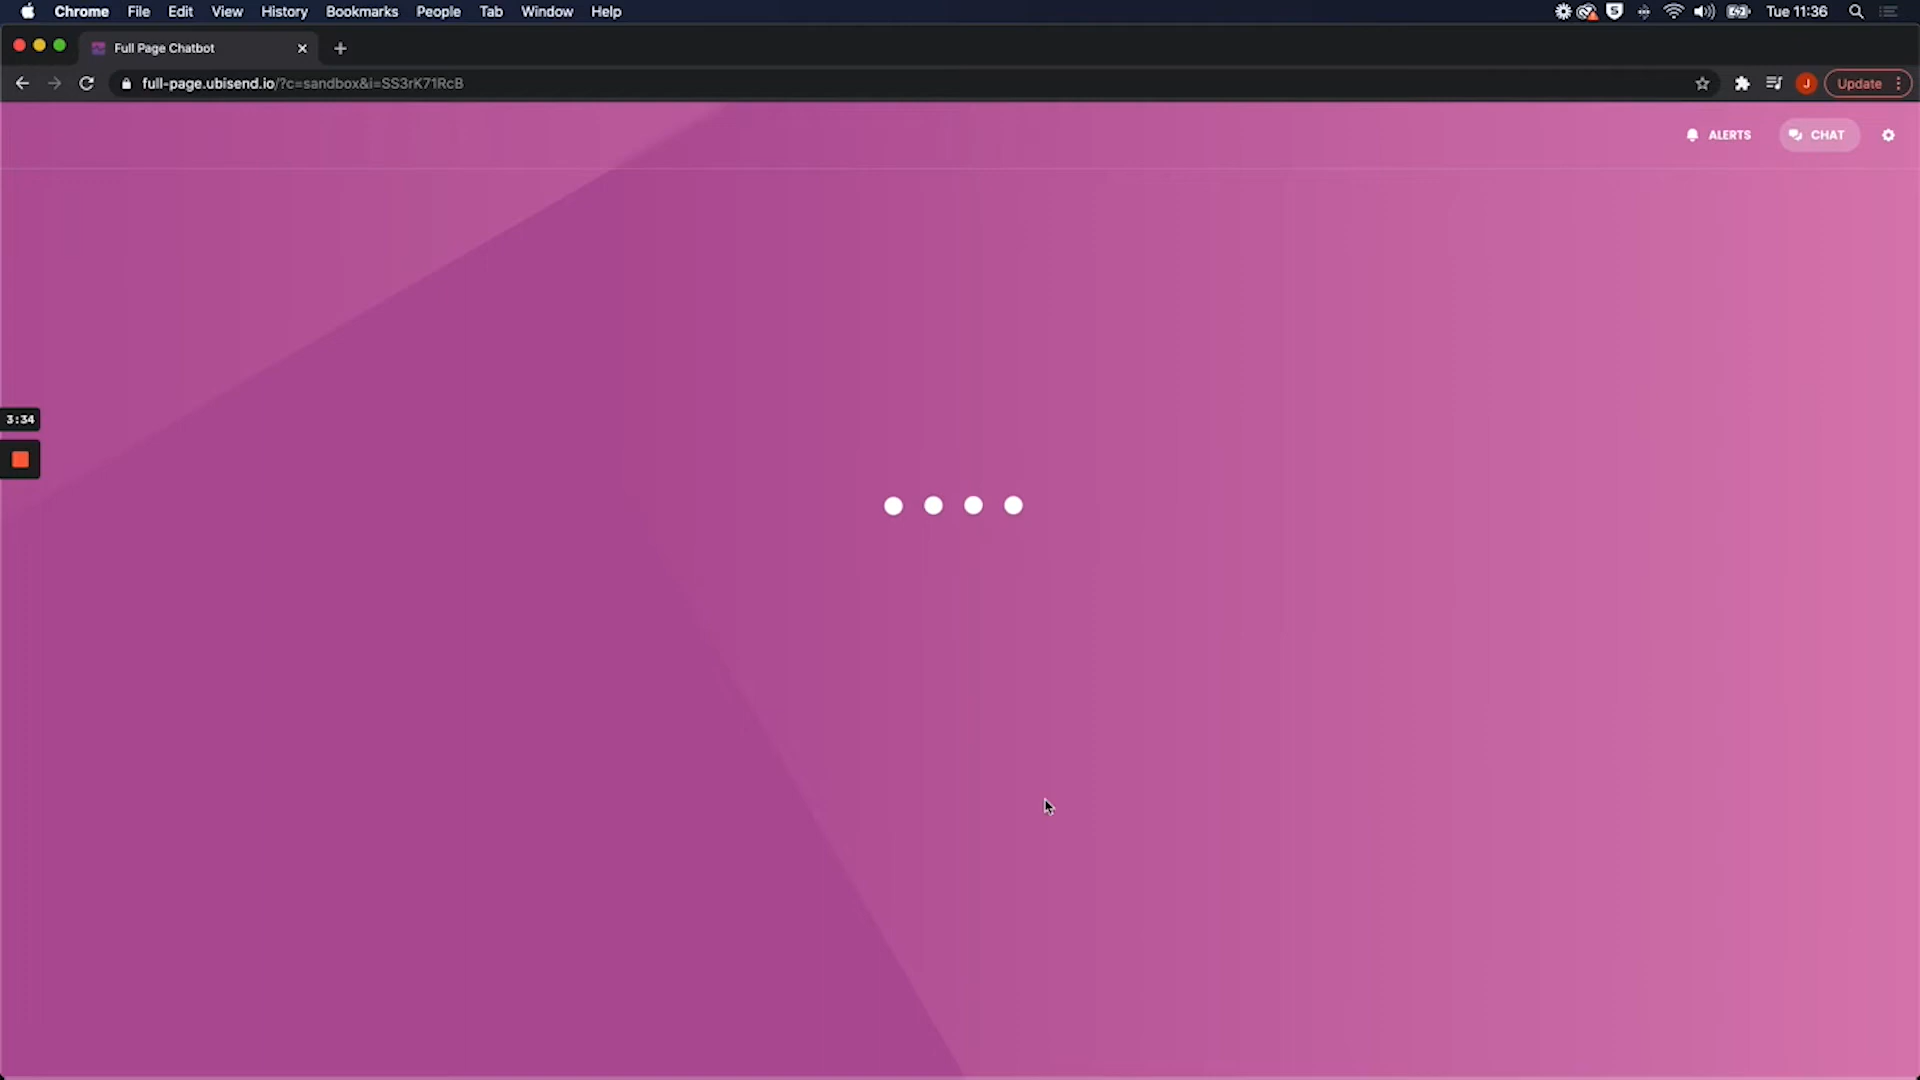 Chrome File Edit View History Bookmarks People Tab Window Help Tue 11:36
Full Page Chatbot
full-page.ubisend.io/?c=sandbox&i=SS3rK71RcB J Update
ALERTS CHAT
3:34